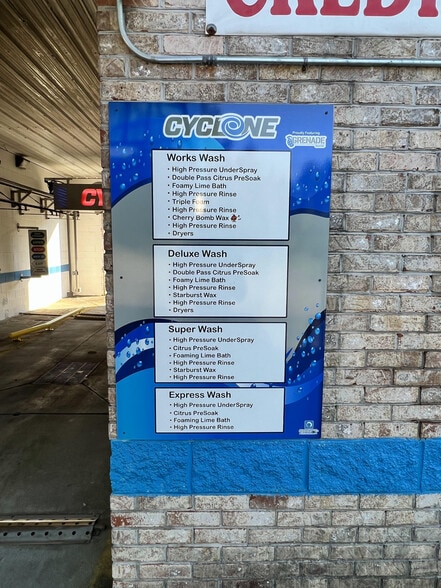 CREDIT
CYCLONE
Proudly Featuring
GRENADE
Works Wash
• High Pressure UnderSpray
• Double Pass Citrus PreSoak
• Foamy Lime Bath
• High Pressure Rinse
• Triple Foam
• High Pressure Rinse
• Cherry Bomb Wax
• High Pressure Rinse
• Dryers
Deluxe Wash
• High Pressure UnderSpray
• Double Pass Citrus PreSoak
• Foamy Lime Bath
• High Pressure Rinse
• Starburst Wax
• High Pressure Rinse
• Dryers
Super Wash
• High Pressure UnderSpray
• Citrus PreSoak
• Foaming Lime Bath
• High Pressure Rinse
• Starburst Wax
• High Pressure Rinse
Express Wash
• High Pressure UnderSpray
• Citrus PreSoak
• Foaming Lime Bath
• High Pressure Rinse